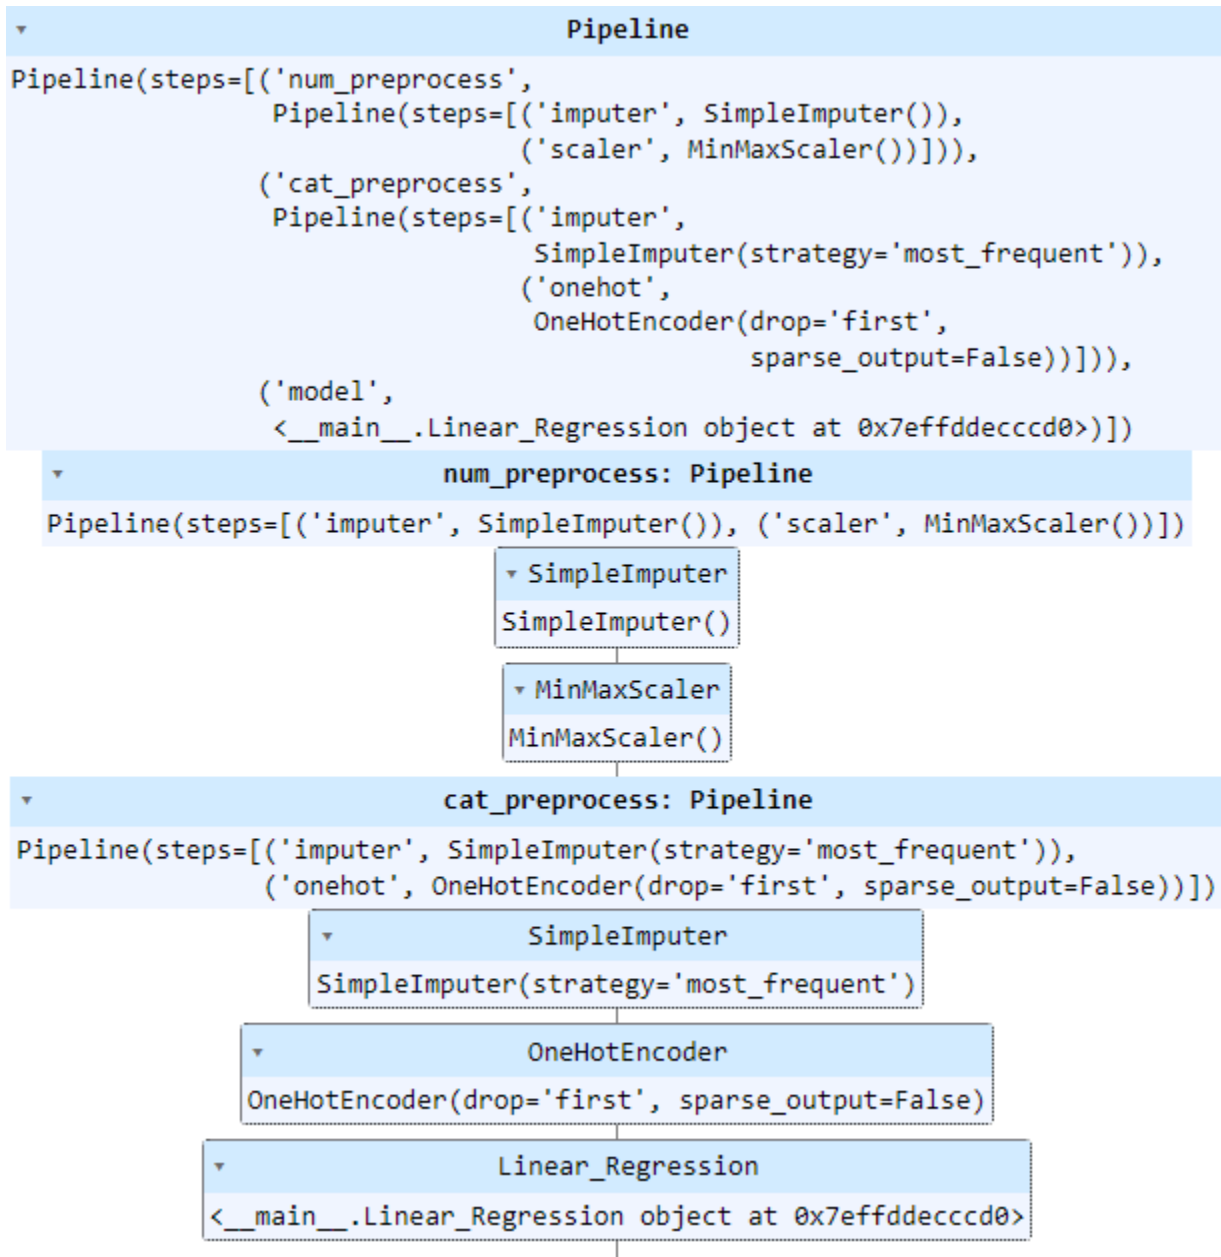 Pipeline
Pipeline(steps=[('num_preprocess',
                 Pipeline(steps=[('imputer', SimpleImputer()),
                                 ('scaler', MinMaxScaler())])),
                ('cat_preprocess',
                 Pipeline(steps=[('imputer',
                                  SimpleImputer(strategy='most_frequent')),
                                 ('onehot',
                                  OneHotEncoder(drop='first',
                                                sparse_output=False))])),
                ('model',
                 <__main__.Linear_Regression object at 0x7effddecccd0>)])
num_preprocess: Pipeline
Pipeline(steps=[('imputer', SimpleImputer()), ('scaler', MinMaxScaler())])
SimpleImputer
SimpleImputer()
MinMaxScaler
MinMaxScaler()
cat_preprocess: Pipeline
Pipeline(steps=[('imputer', SimpleImputer(strategy='most_frequent')),
                ('onehot', OneHotEncoder(drop='first', sparse_output=False))])
SimpleImputer
SimpleImputer(strategy='most_frequent')
OneHotEncoder
OneHotEncoder(drop='first', sparse_output=False)
Linear_Regression
<__main__.Linear_Regression object at 0x7effddecccd0>